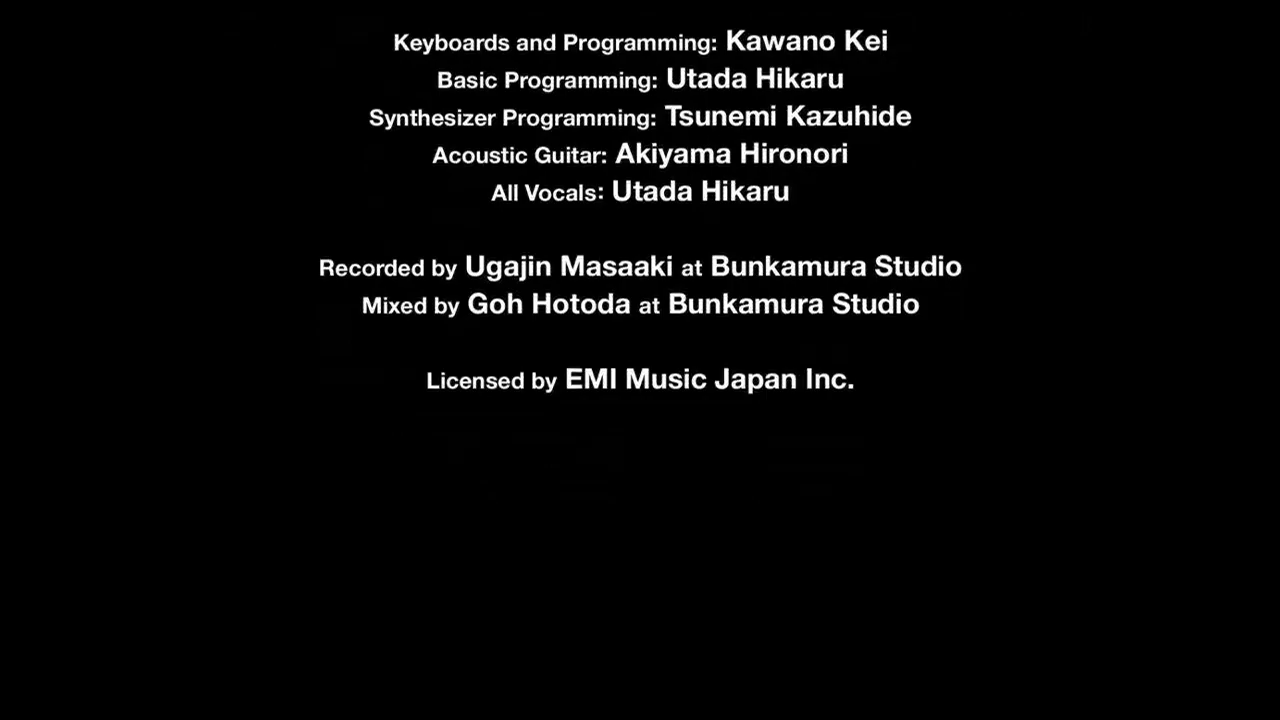 Keyboards and Programming: Kawano Kei
Basic Programming: Utada Hikaru
Synthesizer Programming: Tsunemi Kazuhide
Acoustic Guitar: Akiyama Hironori
All Vocals: Utada Hikaru
Recorded by Ugajin Masaaki at Bunkamura Studio
Mixed by Goh Hotoda at Bunkamura Studio
Licensed by EMI Music Japan Inc.